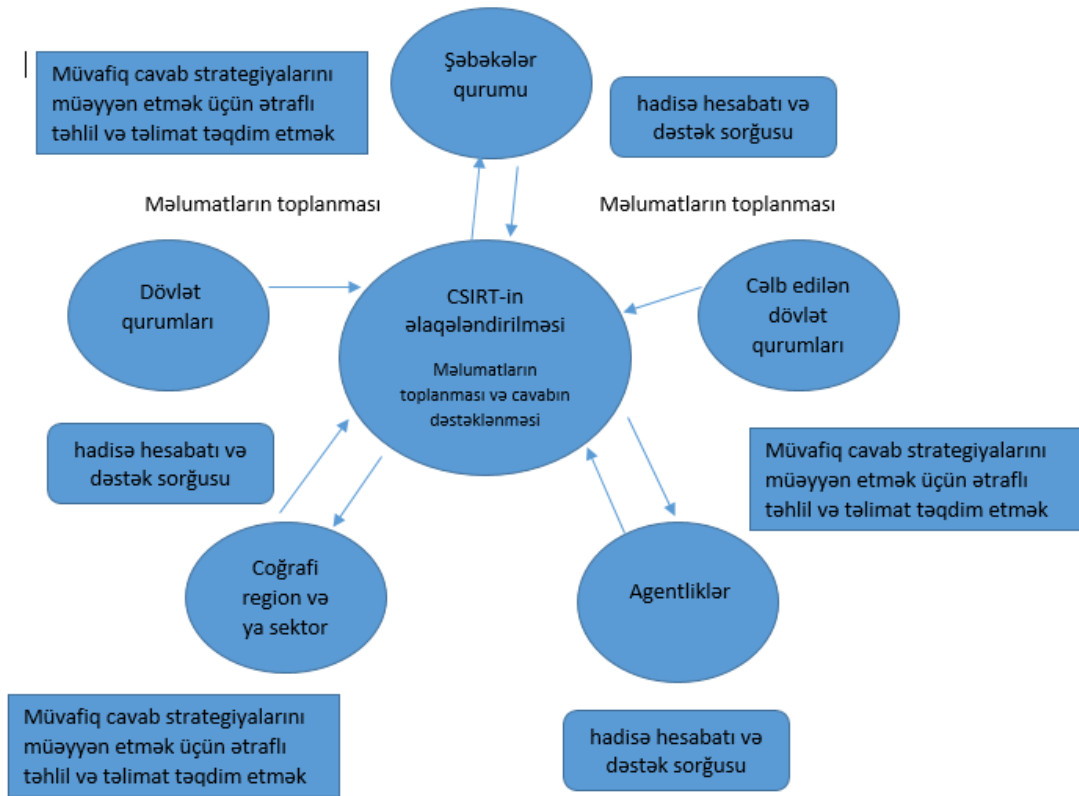 Müvafiq cavab strategiyalarını
müəyyən etmək üçün ətraflı
təhlil və təlimat təqdim etmək
Şəbəkələr
qurumu
hadisə hesabatı və
dəstək sorğusu
Məlumatların toplanması
Məlumatların toplanması
Dövlət
qurumları
CSIRT-in
əlaqələndirilməsi
Məlumatların
toplanması və cavabın
dəstəklənməsi
Cəlb edilən
dövlət
qurumları
hadisə hesabatı və
dəstək sorğusu
Müvafiq cavab strategiyalarını
müəyyən etmək üçün ətraflı
təhlil və təlimat təqdim etmək
Coğrafi
region və
ya sektor
Agentliklər
Müvafiq cavab strategiyalarını
müəyyən etmək üçün ətraflı
təhlil və təlimat təqdim etmək
hadisə hesabatı və
dəstək sorğusu